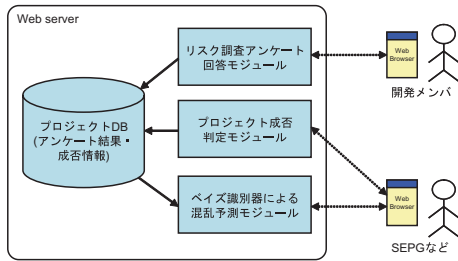 Web server
リスク調査アンケート
回答モジュール
Web
Browser
開発メンバ
プロジェクトDB
(アンケート結果・
成否情報)
プロジェクト成否
判定モジュール
ベイズ識別器による
混乱予測モジュール
Web
Browser
SEPGなど